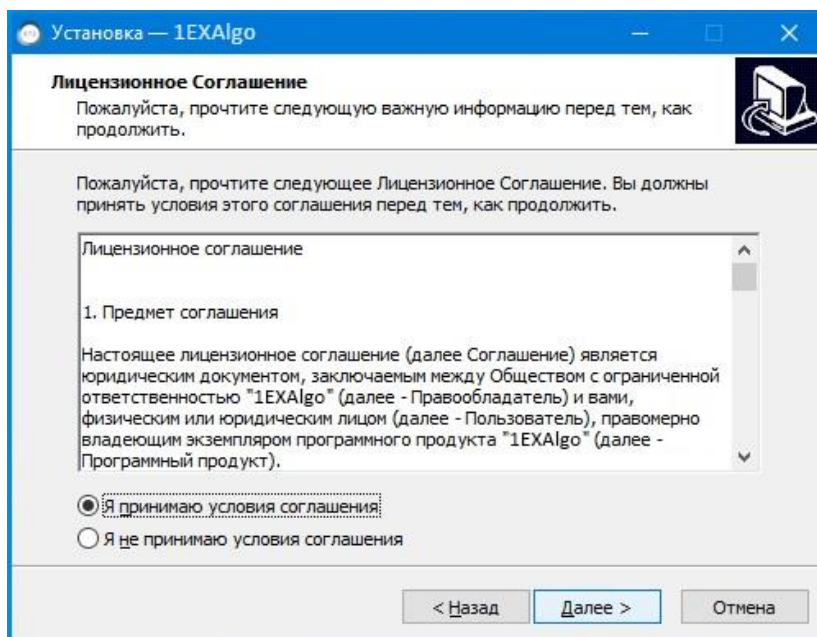 Установка — 1EXAlgo
Лицензионное Соглашение
Пожалуйста, прочтите следующую важную информацию перед тем, как
продолжить.
Пожалуйста, прочтите следующее Лицензионное Соглашение. Вы должны
принять условия этого соглашения перед тем, как продолжить.
Лицензионное соглашение
1. Предмет соглашения
Настоящее лицензионное соглашение (далее Соглашение) является
юридическим документом, заключаемым между Обществом с ограниченной
ответственностью "1EXAlgo" (далее - Правообладатель) и вами,
физическим или юридическим лицом (далее - Пользователь), правомерно
владеющим экземпляром программного продукта "1EXAlgo" (далее -
Программный продукт).
Я принимаю условия соглашения
Я не принимаю условия соглашения
< Назад Далее > Отмена